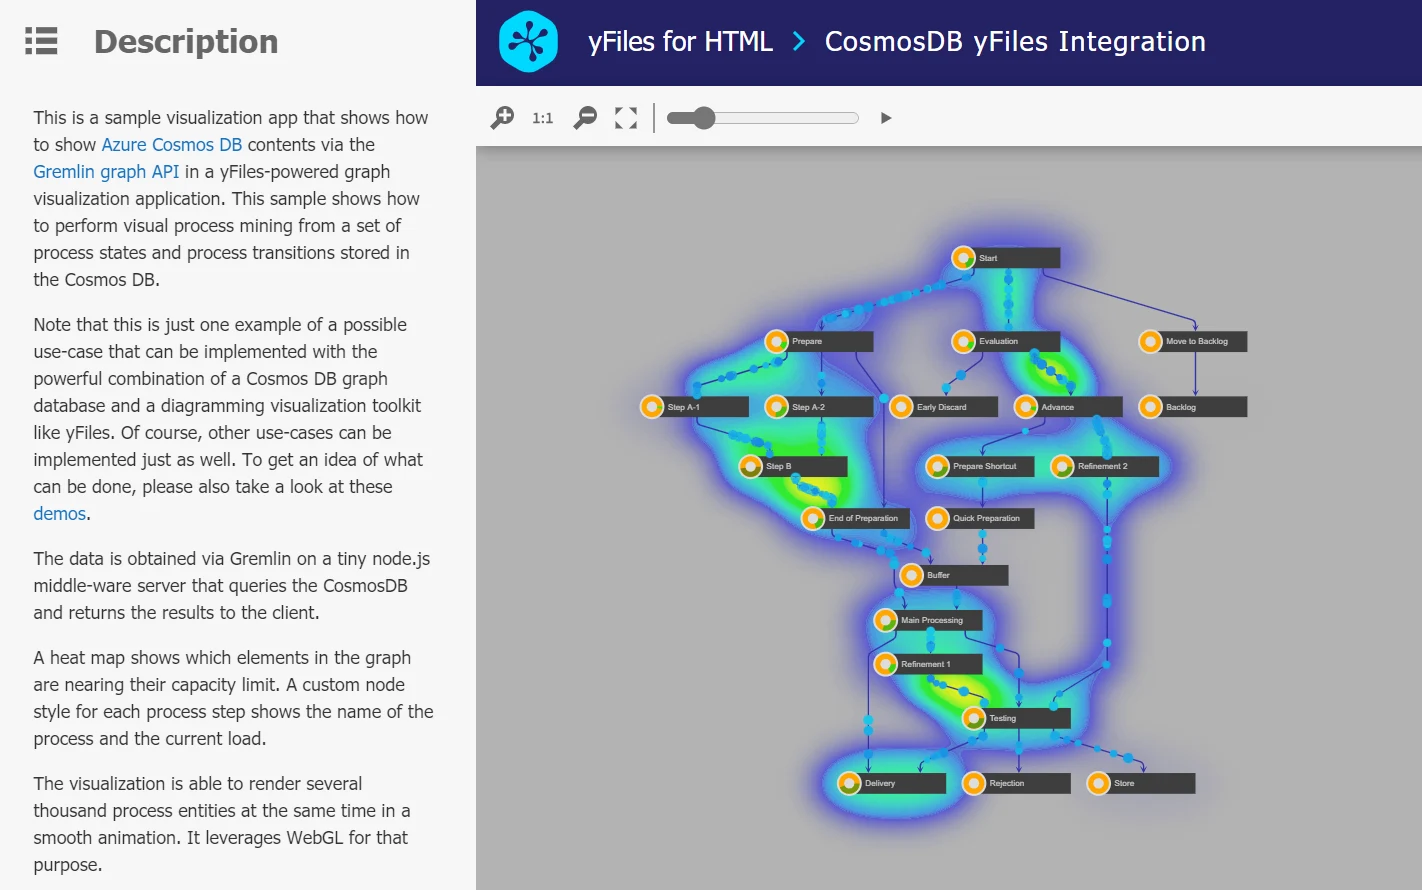 Description
This is a sample visualization app that shows how
to show Azure Cosmos DB contents via the
Gremlin graph API in a yFiles-powered graph
visualization application. This sample shows how
to perform visual process mining from a set of
process states and process transitions stored in
the Cosmos DB.
Note that this is just one example of a possible
use-case that can be implemented with the
powerful combination of a Cosmos DB graph
database and a diagramming visualization toolkit
like yFiles. Of course, other use-cases can be
implemented just as well. To get an idea of what
can be done, please also take a look at these
demos.
The data is obtained via Gremlin on a tiny node.js
middle-ware server that queries the CosmosDB
and returns the results to the client.
A heat map shows which elements in the graph
are nearing their capacity limit. A custom node
style for each process step shows the name of the
process and the current load.
The visualization is able to render several
thousand process entities at the same time in a
smooth animation. It leverages WebGL for that
purpose.
yFiles for HTML > CosmosDB yFiles Integration
1:1
Start
Prepare
Evaluation
Move to Backlog
Step A-1
Step A-2
Early Discard
Advance
Backlog
Step B
Prepare Shortcut
Refinement 2
End of Preparation
Quick Preparation
Buffer
Main Processing
Refinement 1
Testing
Delivery
Rejection
Store